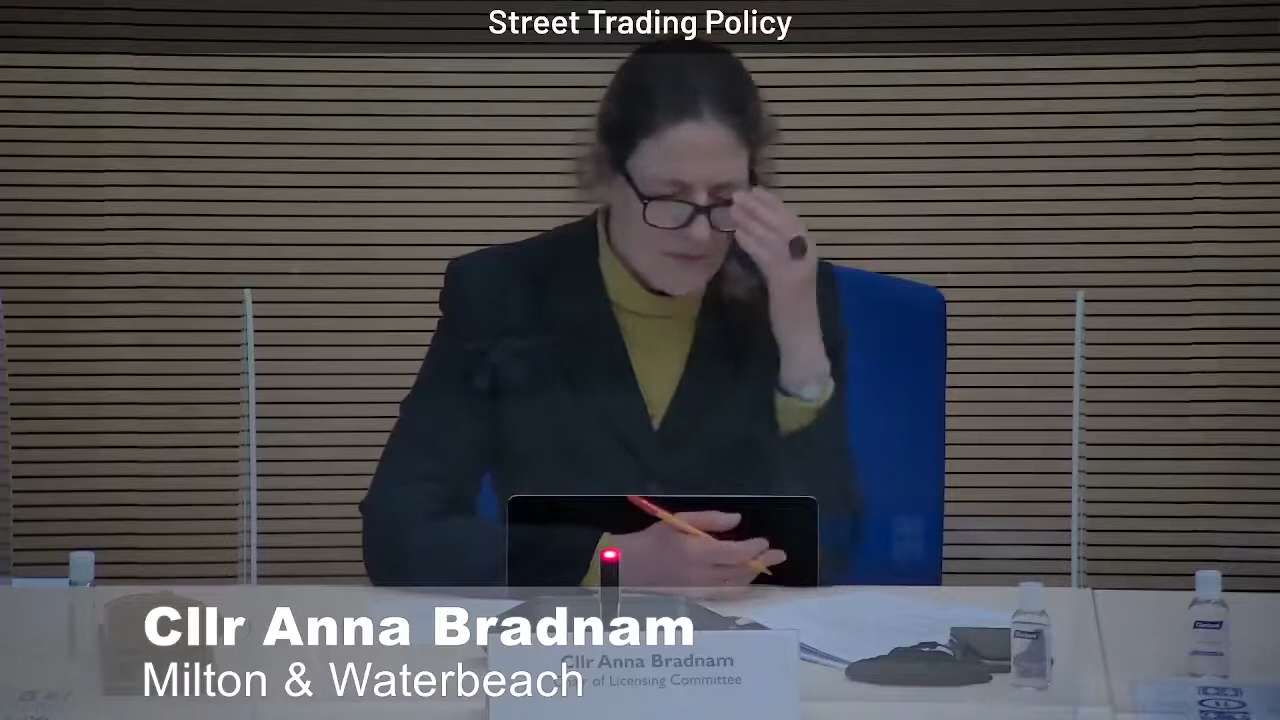 Street Trading Policy
Cllr Anna Bradnam
Milton & Waterbeach
Cllr Anna Bradnam
of Licensing Committee